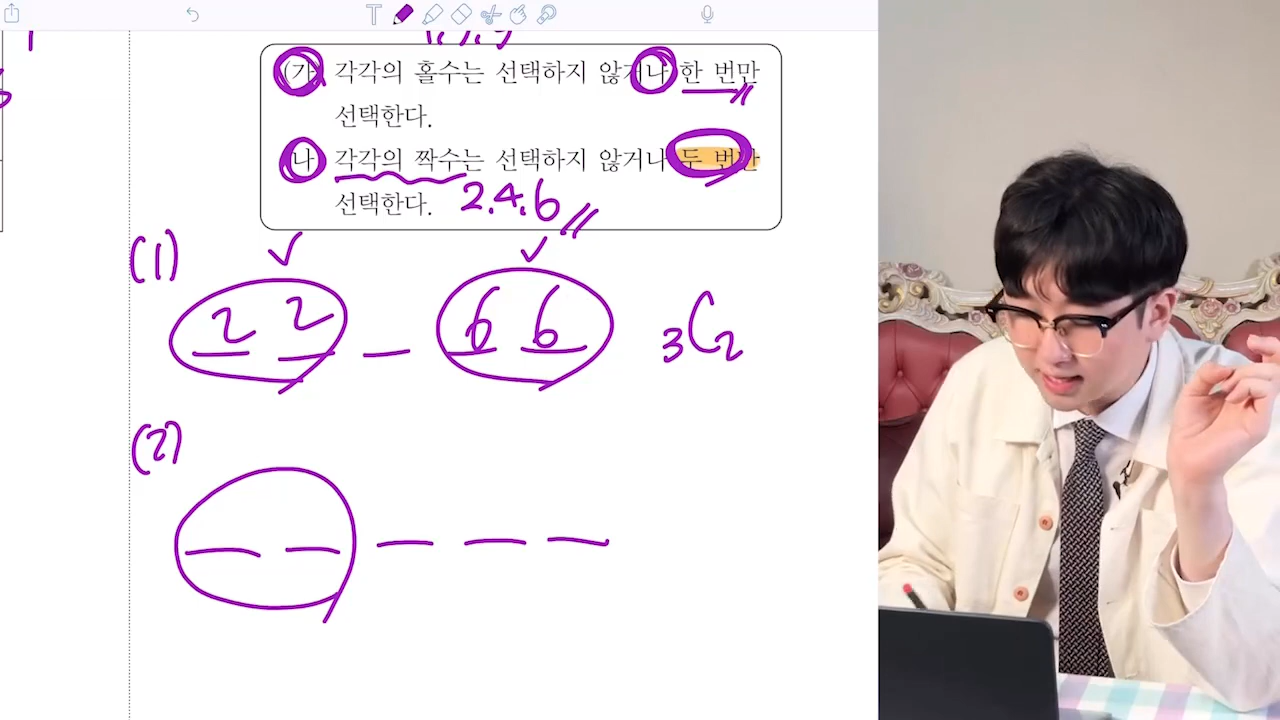 (가) 각각의 홀수는 선택하지 않거나 한 번만
선택한다.
(나) 각각의 짝수는 선택하지 않거나 두 번만
선택한다. 2.4.6
(1)
2 2 6 6 ₃C₂
(2)